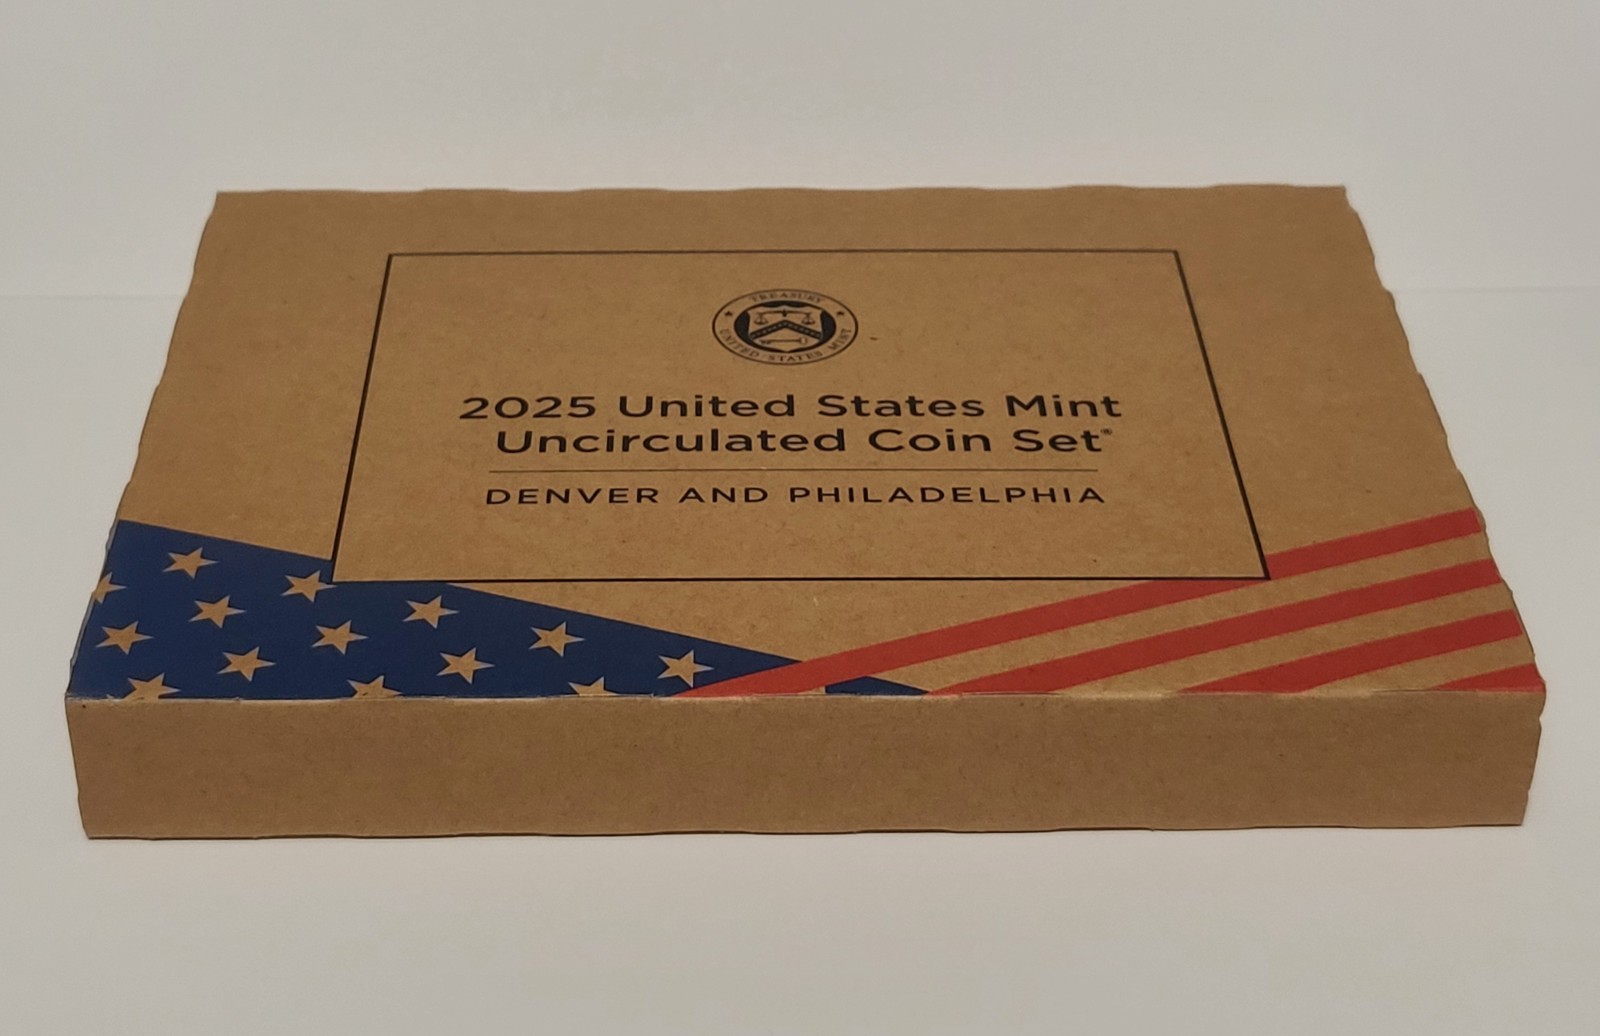 TREASURY
UNITED STATES MINT
2025 United States Mint
Uncirculated Coin Set®
DENVER AND PHILADELPHIA